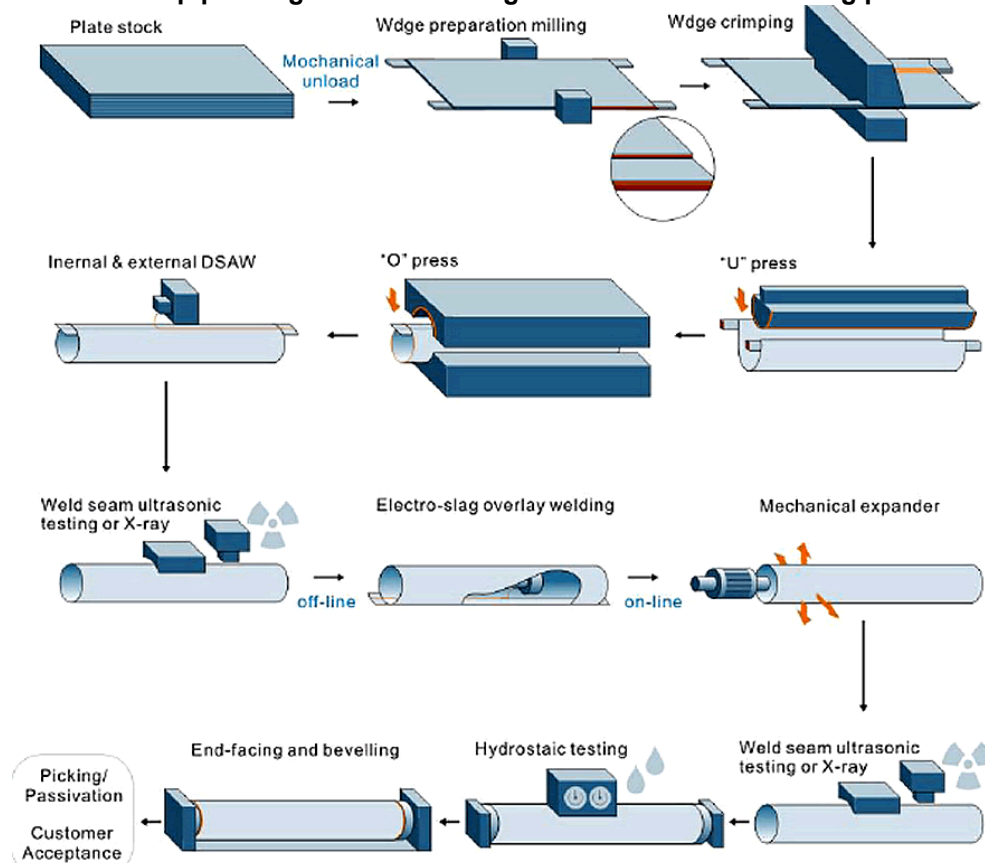 Plate stock
Mochanical
unload
Wdge preparation milling
Wdge crimping
"U" press
"O" press
Inernal & external DSAW
Weld seam ultrasonic
testing or X-ray
off-line
Electro-slag overlay welding
on-line
Mechanical expander
Weld seam ultrasonic
testing or X-ray
Hydrostaic testing
End-facing and bevelling
Picking/
Passivation
Customer
Acceptance